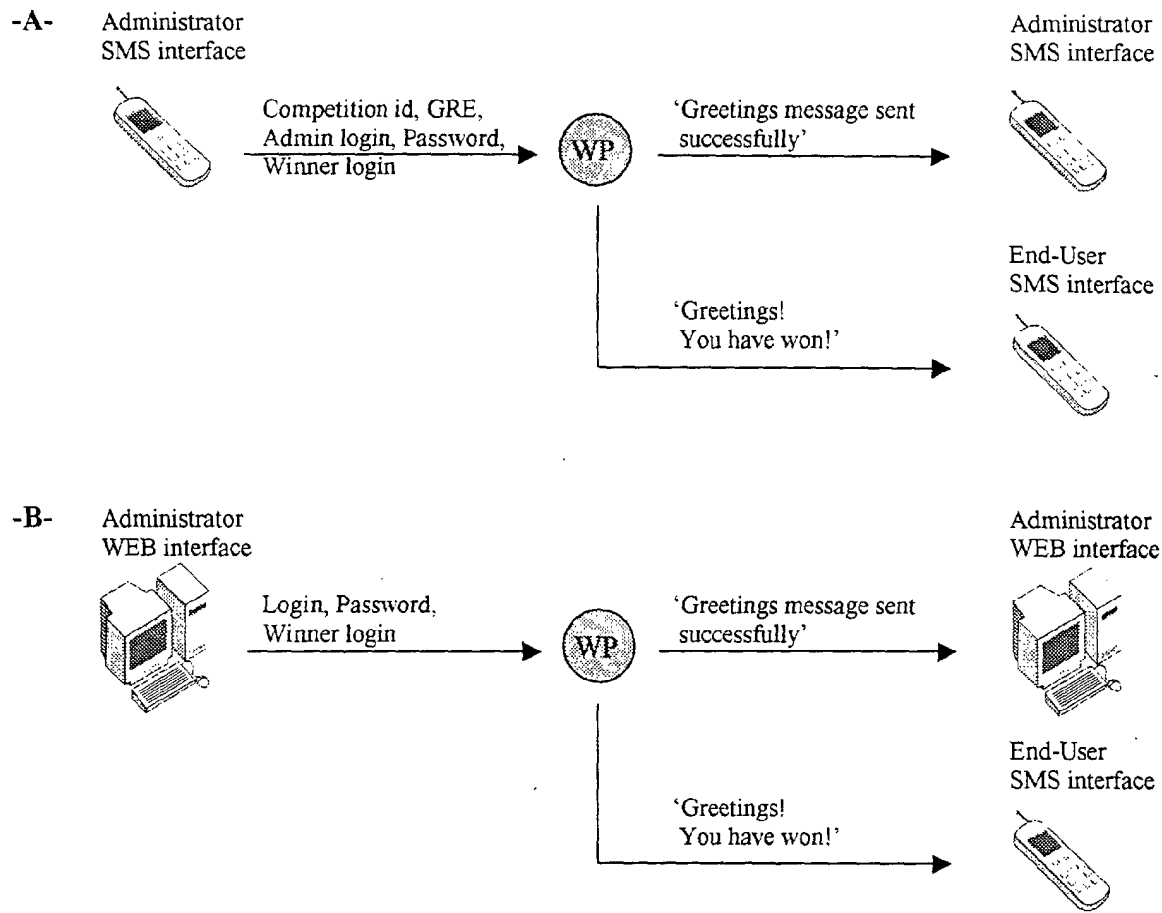 -A-
Administrator
SMS interface
Competition id, GRE,
Admin login, Password,
Winner login
WP
‘Greetings message sent
successfully’
Administrator
SMS interface
‘Greetings!
You have won!’
End-User
SMS interface
-B-
Administrator
WEB interface
Login, Password,
Winner login
WP
‘Greetings message sent
successfully’
Administrator
WEB interface
‘Greetings!
You have won!’
End-User
SMS interface